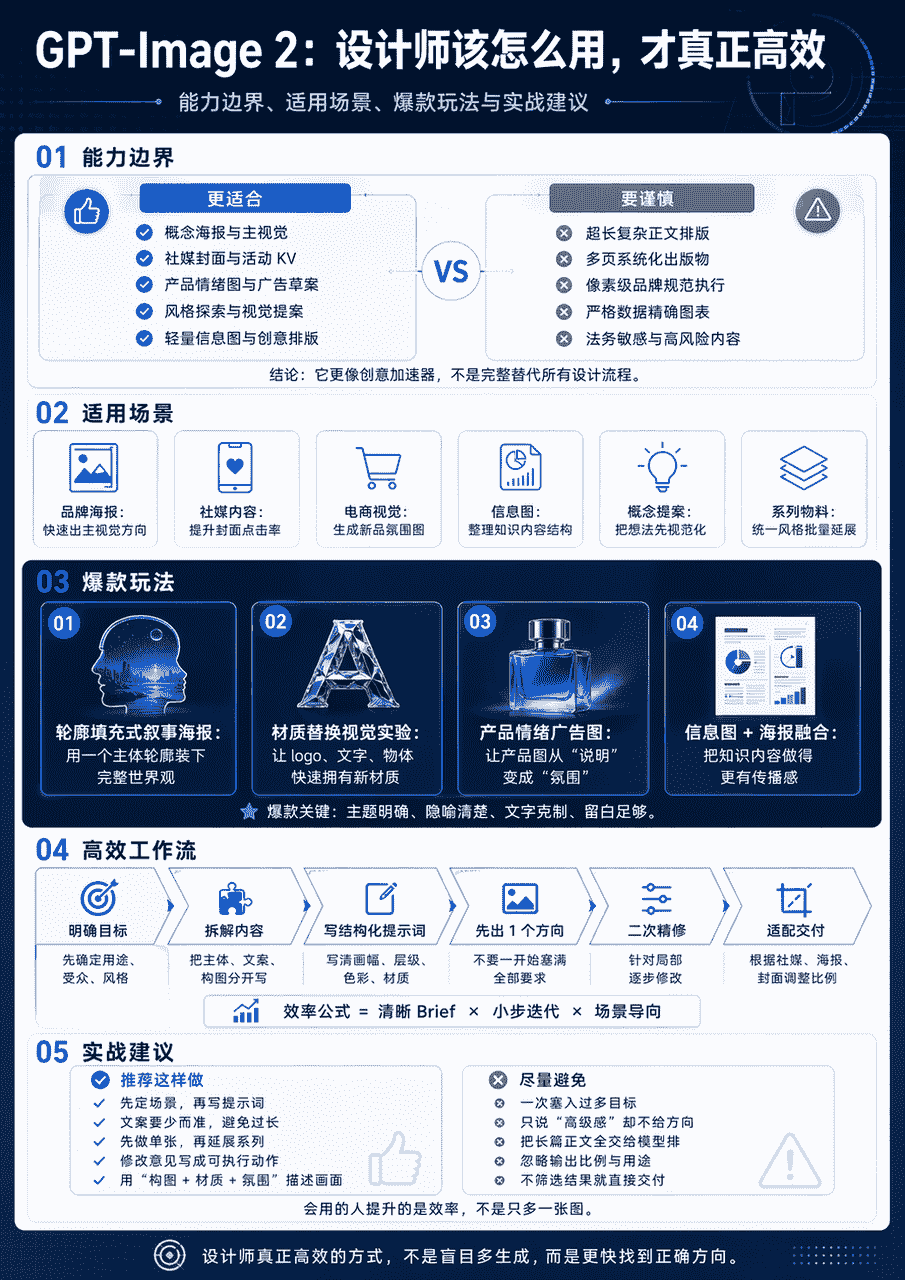 GPT-Image 2：设计师该怎么用，才真正高效
能力边界、适用场景、爆款玩法与实战建议
01 能力边界
更适合
概念海报与主视觉
社媒封面与活动 KV
产品情绪图与广告草案
风格探索与视觉提案
轻量信息图与创意排版
VS
要谨慎
超长复杂正文排版
多页系统化出版物
像素级品牌规范执行
严格数据精确图表
法务敏感与高风险内容
结论：它更像创意加速器，不是完整替代所有设计流程。
02 适用场景
品牌海报：
快速出主视觉方向
社媒内容：
提升封面点击率
电商视觉：
生成新品氛围图
信息图：
整理知识内容结构
概念提案：
把想法先视觉化
系列物料：
统一风格批量延展
03 爆款玩法
01
轮廓填充式叙事海报：
用一个主体轮廓装下
完整世界观
02
材质替换视觉实验：
让 logo、文字、物体
快速拥有新材质
03
产品情绪广告图：
让产品图从“说明”
变成“氛围”
04
信息图 + 海报融合：
把知识内容做得
更有传播感
爆款关键：主题明确、隐喻清楚、文字克制、留白足够。
04 高效工作流
明确目标
先确定用途、
受众、风格
拆解内容
把主体、文案、
构图分开写
写结构化提示词
写清画幅、层级、
色彩、材质
先出 1 个方向
不要一开始塞满
全部要求
二次精修
针对局部
逐步修改
适配交付
根据社媒、海报、
封面调整比例
效率公式 = 清晰 Brief × 小步迭代 × 场景导向
05 实战建议
推荐这样做
先定场景，再写提示词
文案要少而准，避免过长
先做单张，再延展系列
修改意见写成可执行动作
用“构图 + 材质 + 氛围”描述画面
尽量避免
一次塞入过多目标
只说“高级感”却不给方向
把长篇正文全交给模型排
忽略输出比例与用途
不筛选结果就直接交付
会用的人提升的是效率，不是只多一张图。
设计师真正高效的方式，不是盲目多生成，而是更快找到正确方向。